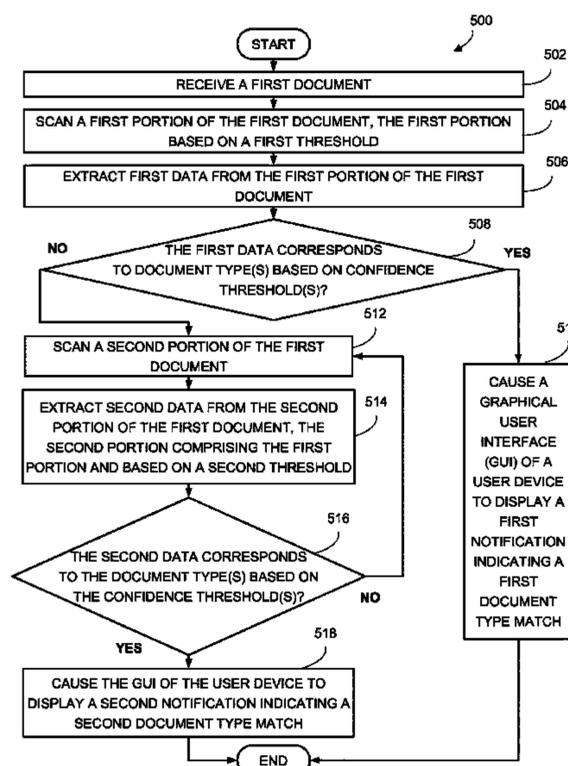 500
START
502
RECEIVE A FIRST DOCUMENT
504
SCAN A FIRST PORTION OF THE FIRST DOCUMENT, THE FIRST PORTION
BASED ON A FIRST THRESHOLD
506
EXTRACT FIRST DATA FROM THE FIRST PORTION OF THE FIRST
DOCUMENT
508
NO
YES
THE FIRST DATA CORRESPONDS
TO DOCUMENT TYPE(S) BASED ON CONFIDENCE
THRESHOLD(S)?
512
SCAN A SECOND PORTION OF THE FIRST
DOCUMENT
514
EXTRACT SECOND DATA FROM THE SECOND
PORTION OF THE FIRST DOCUMENT, THE
SECOND PORTION COMPRISING THE FIRST
PORTION AND BASED ON A SECOND THRESHOLD
CAUSE A
GRAPHICAL
USER
INTERFACE
(GUI) OF A
USER DEVICE
TO DISPLAY A
FIRST
NOTIFICATION
INDICATING A
FIRST
DOCUMENT
TYPE MATCH
516
THE SECOND DATA CORRESPONDS
TO THE DOCUMENT TYPE(S) BASED ON
THE CONFIDENCE THRESHOLD(S)?
NO
YES
518
CAUSE THE GUI OF THE USER DEVICE TO
DISPLAY A SECOND NOTIFICATION INDICATING A
SECOND DOCUMENT TYPE MATCH
END